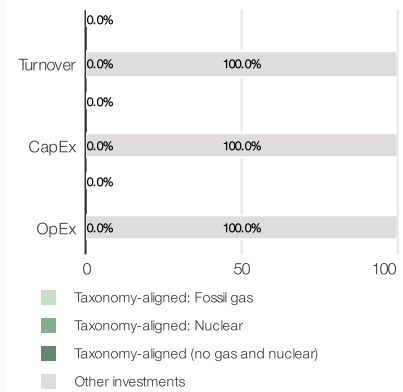 0.0%
Turnover 0.0% 100.0%
0.0%
CapEx 0.0% 100.0%
0.0%
OpEx 0.0% 100.0%
0 50 100
Taxonomy-aligned: Fossil gas
Taxonomy-aligned: Nuclear
Taxonomy-aligned (no gas and nuclear)
Other investments